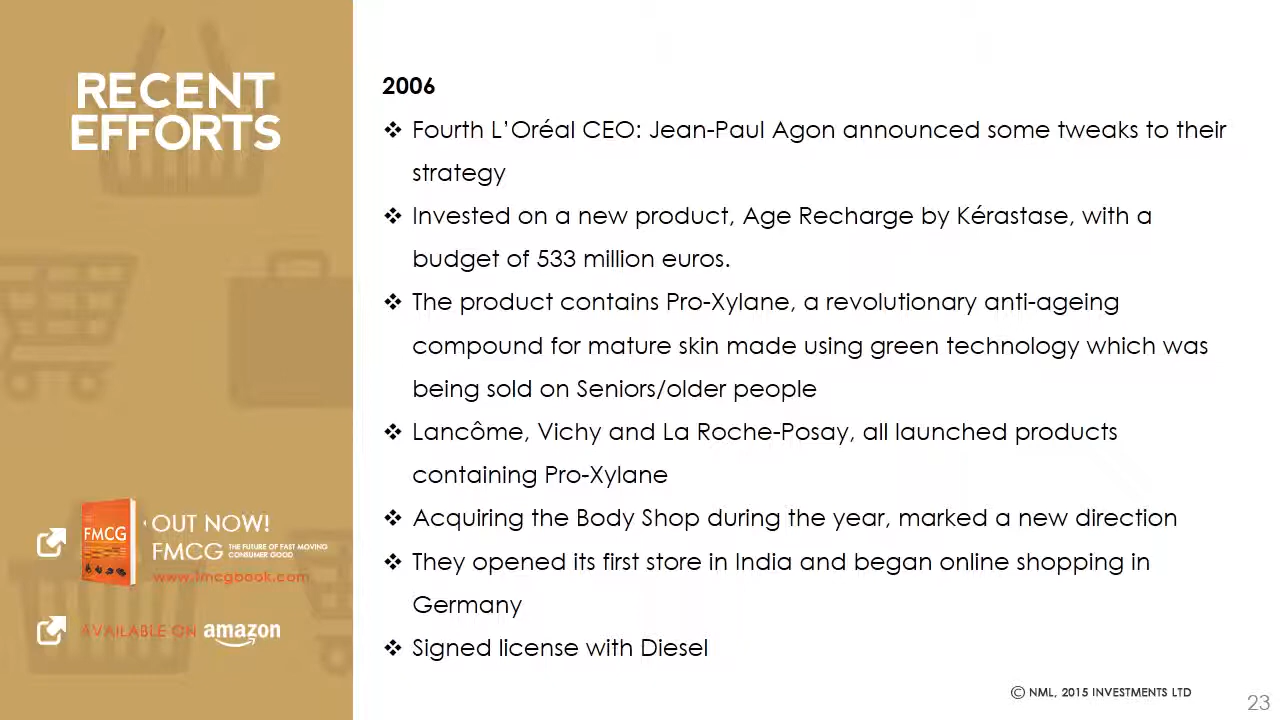 RECENT
EFFORTS
2006
❖ Fourth L’Oréal CEO: Jean-Paul Agon announced some tweaks to their
strategy
❖ Invested on a new product, Age Recharge by Kérastase, with a
budget of 533 million euros.
❖ The product contains Pro-Xylane, a revolutionary anti-ageing
compound for mature skin made using green technology which was
being sold on Seniors/older people
❖ Lancôme, Vichy and La Roche-Posay, all launched products
containing Pro-Xylane
❖ Acquiring the Body Shop during the year, marked a new direction
❖ They opened its first store in India and began online shopping in
Germany
❖ Signed license with Diesel
FMCG
OUT NOW!
FMCG THE FUTURE OF FAST MOVING
CONSUMER GOOD
www.fmcgbook.com
AVAILABLE ON amazon
© NML, 2015 INVESTMENTS LTD
23